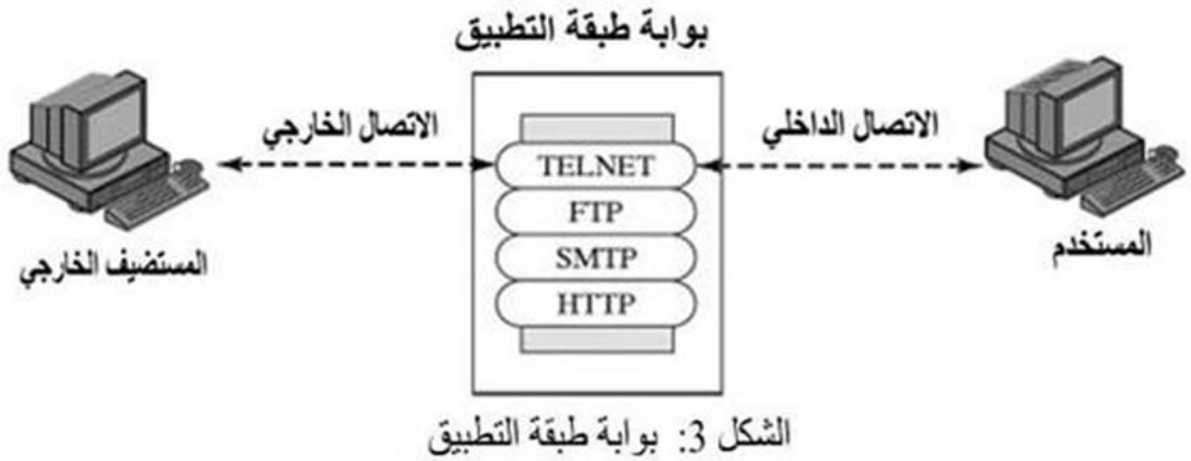 بوابة طبقة التطبيق
الاتصال الداخلي
الاتصال الخارجي
TELNET
FTP
SMTP
HTTP
المستخدم
المستضيف الخارجي
الشكل 3: بوابة طبقة التطبيق